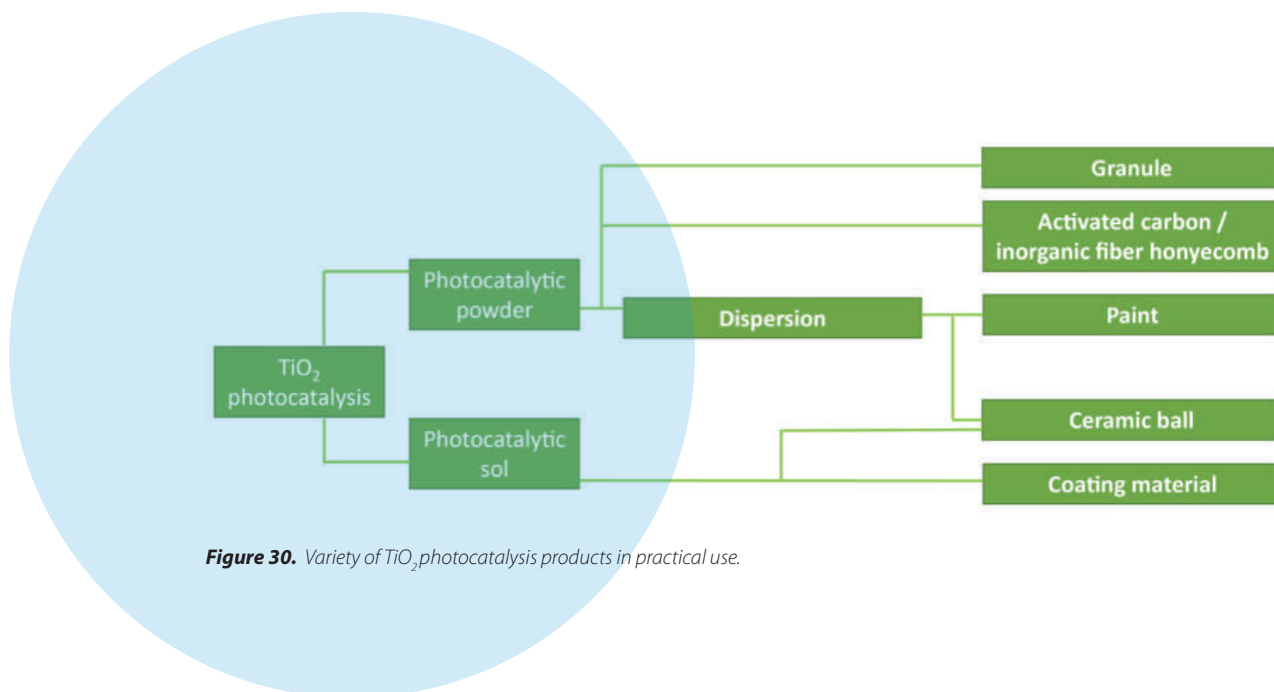 Granule
Activated carbon /
inorganic fiber honyecomb
Photocatalytic
powder
Dispersion
Paint
TiO₂
photocatalysis
Photocatalytic
sol
Ceramic ball
Coating material
Figure 30. Variety of TiO₂ photocatalysis products in practical use.